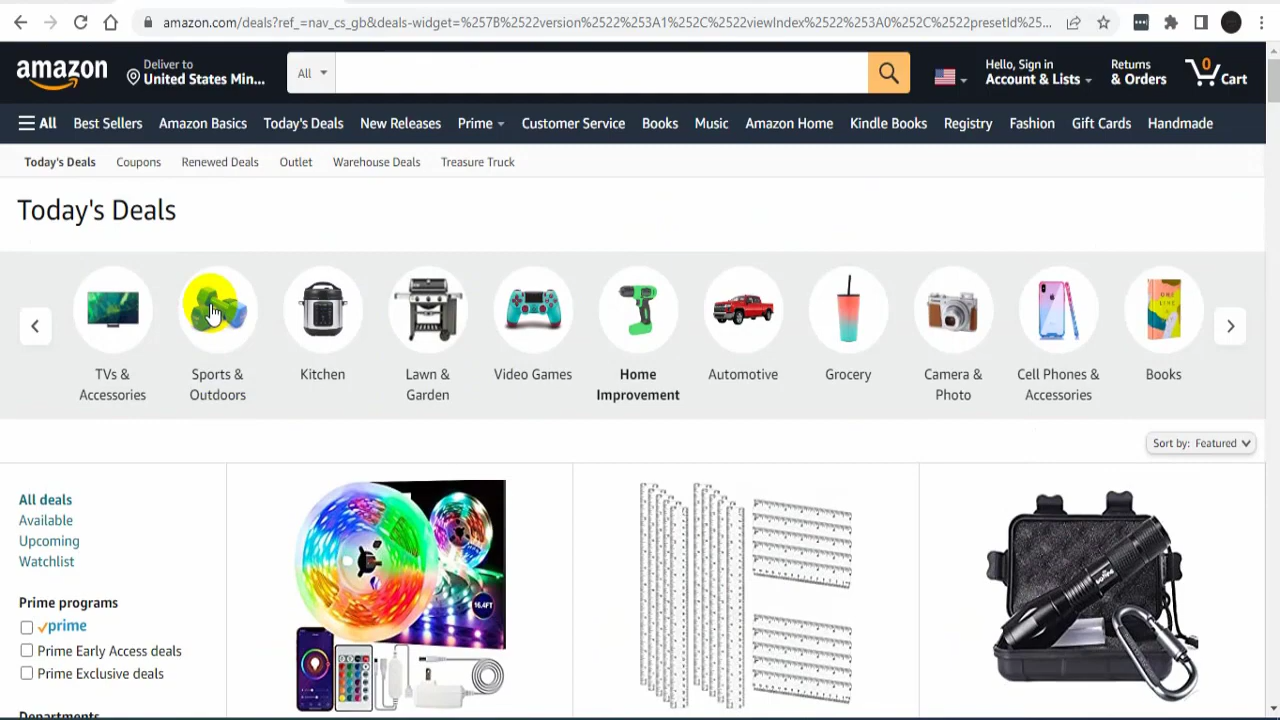 amazon.com/deals?ref_=nav_cs_gb&deals-widget=%257B%2522version%2522%253A1%252C%2522viewIndex%2522%253A0%252C%2522presetId%25...
amazon
Deliver to
United States Min...
All
Hello, Sign in
Account & Lists
Returns
& Orders
0
Cart
All
Best Sellers
Amazon Basics
Today's Deals
New Releases
Prime
Customer Service
Books
Music
Amazon Home
Kindle Books
Registry
Fashion
Gift Cards
Handmade
Today's Deals
Coupons
Renewed Deals
Outlet
Warehouse Deals
Treasure Truck
Today's Deals
TVs &
Accessories
Sports &
Outdoors
Kitchen
Lawn &
Garden
Video Games
Home
Improvement
Automotive
Grocery
Camera &
Photo
Cell Phones &
Accessories
Books
Sort by: Featured
All deals
Available
Upcoming
Watchlist
Prime programs
prime
Prime Early Access deals
Prime Exclusive deals
Departments
16.4FT